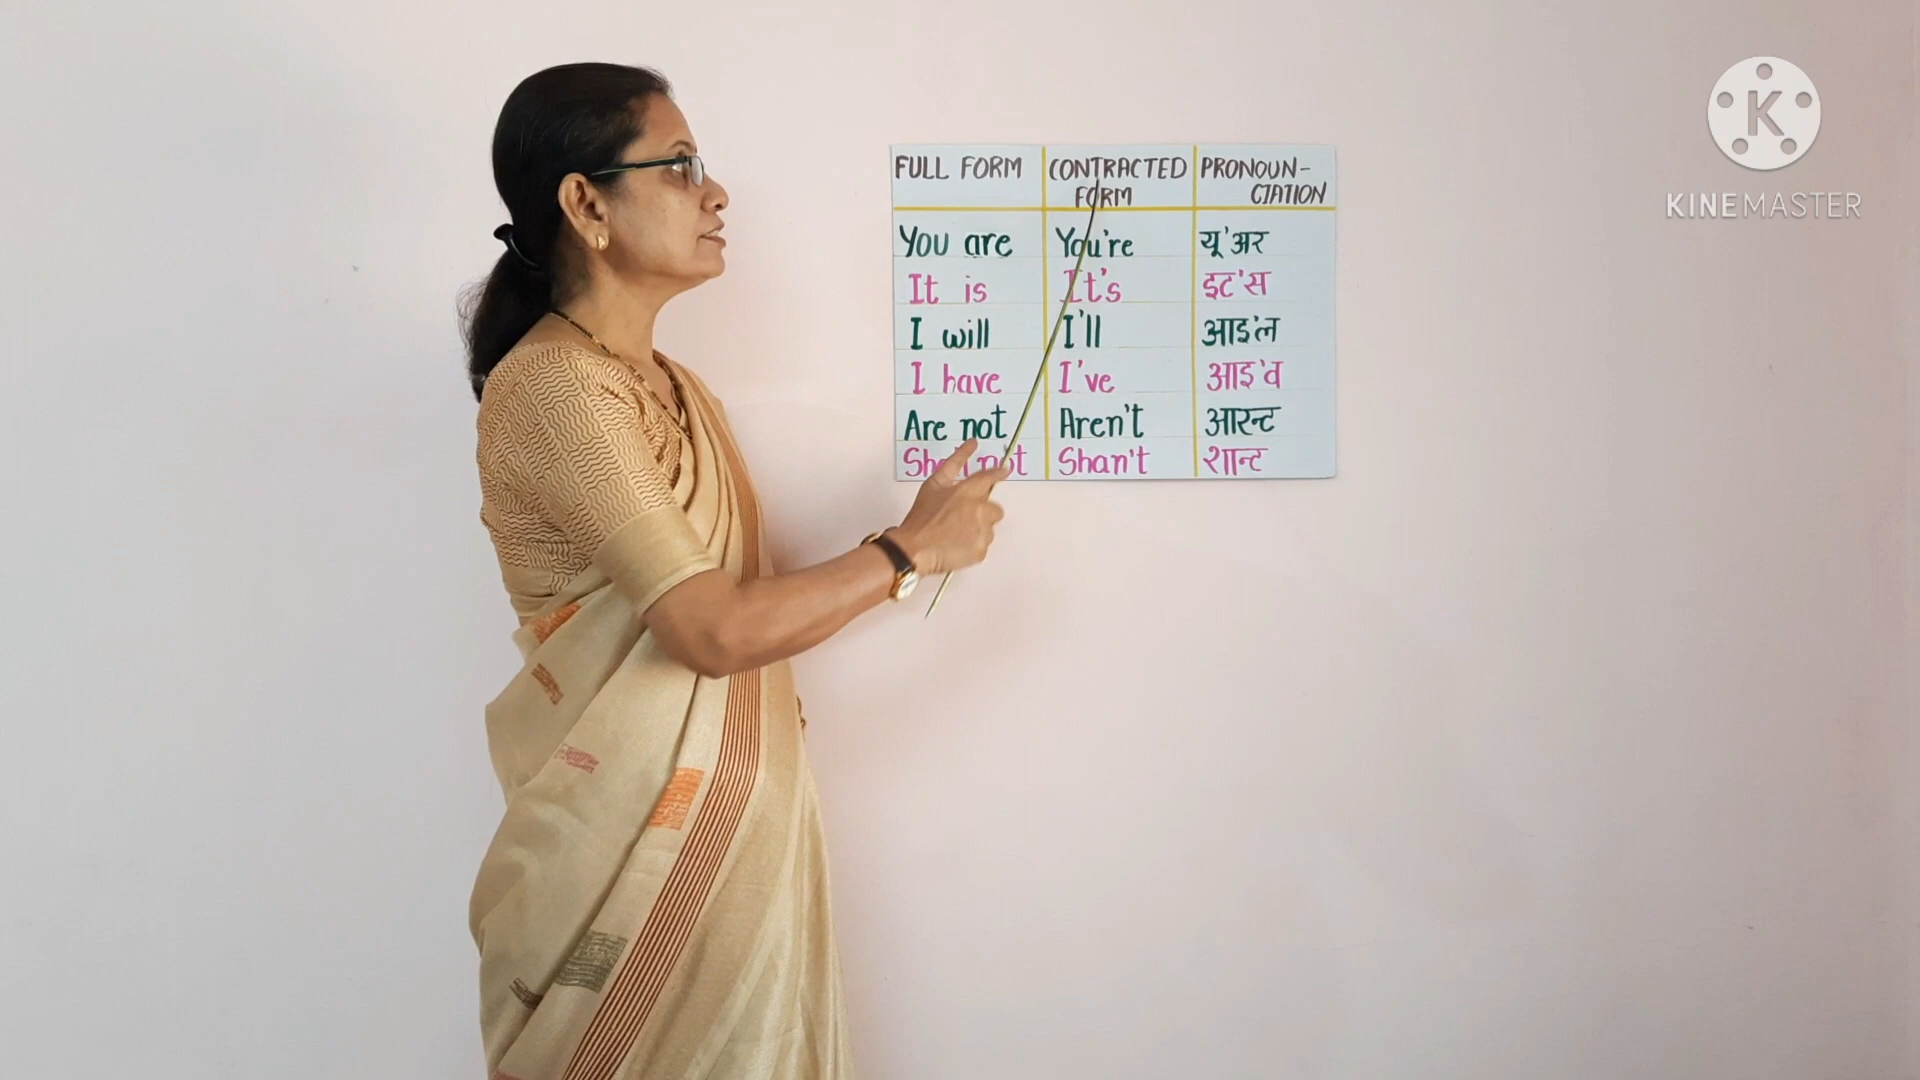 FULL FORM CONTRACTED FORM PRONOUN-CIATION
You are You're यू'अर
It is It's इट'स
I will I'll आइ'ल
I have I've आइ'व
Are not Aren't आरन्ट
not Shan't शान्ट
K
KINEMASTER